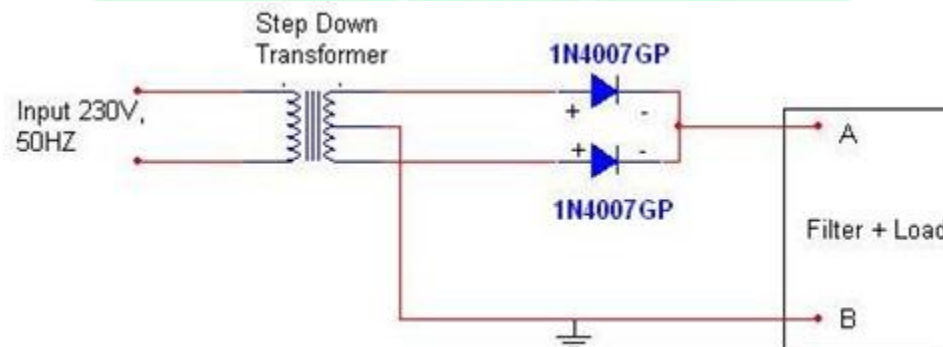 Step Down
Transformer
1N4007GP
Input 230V,
50HZ
+ -
A
+ -
1N4007GP
Filter + Load
B